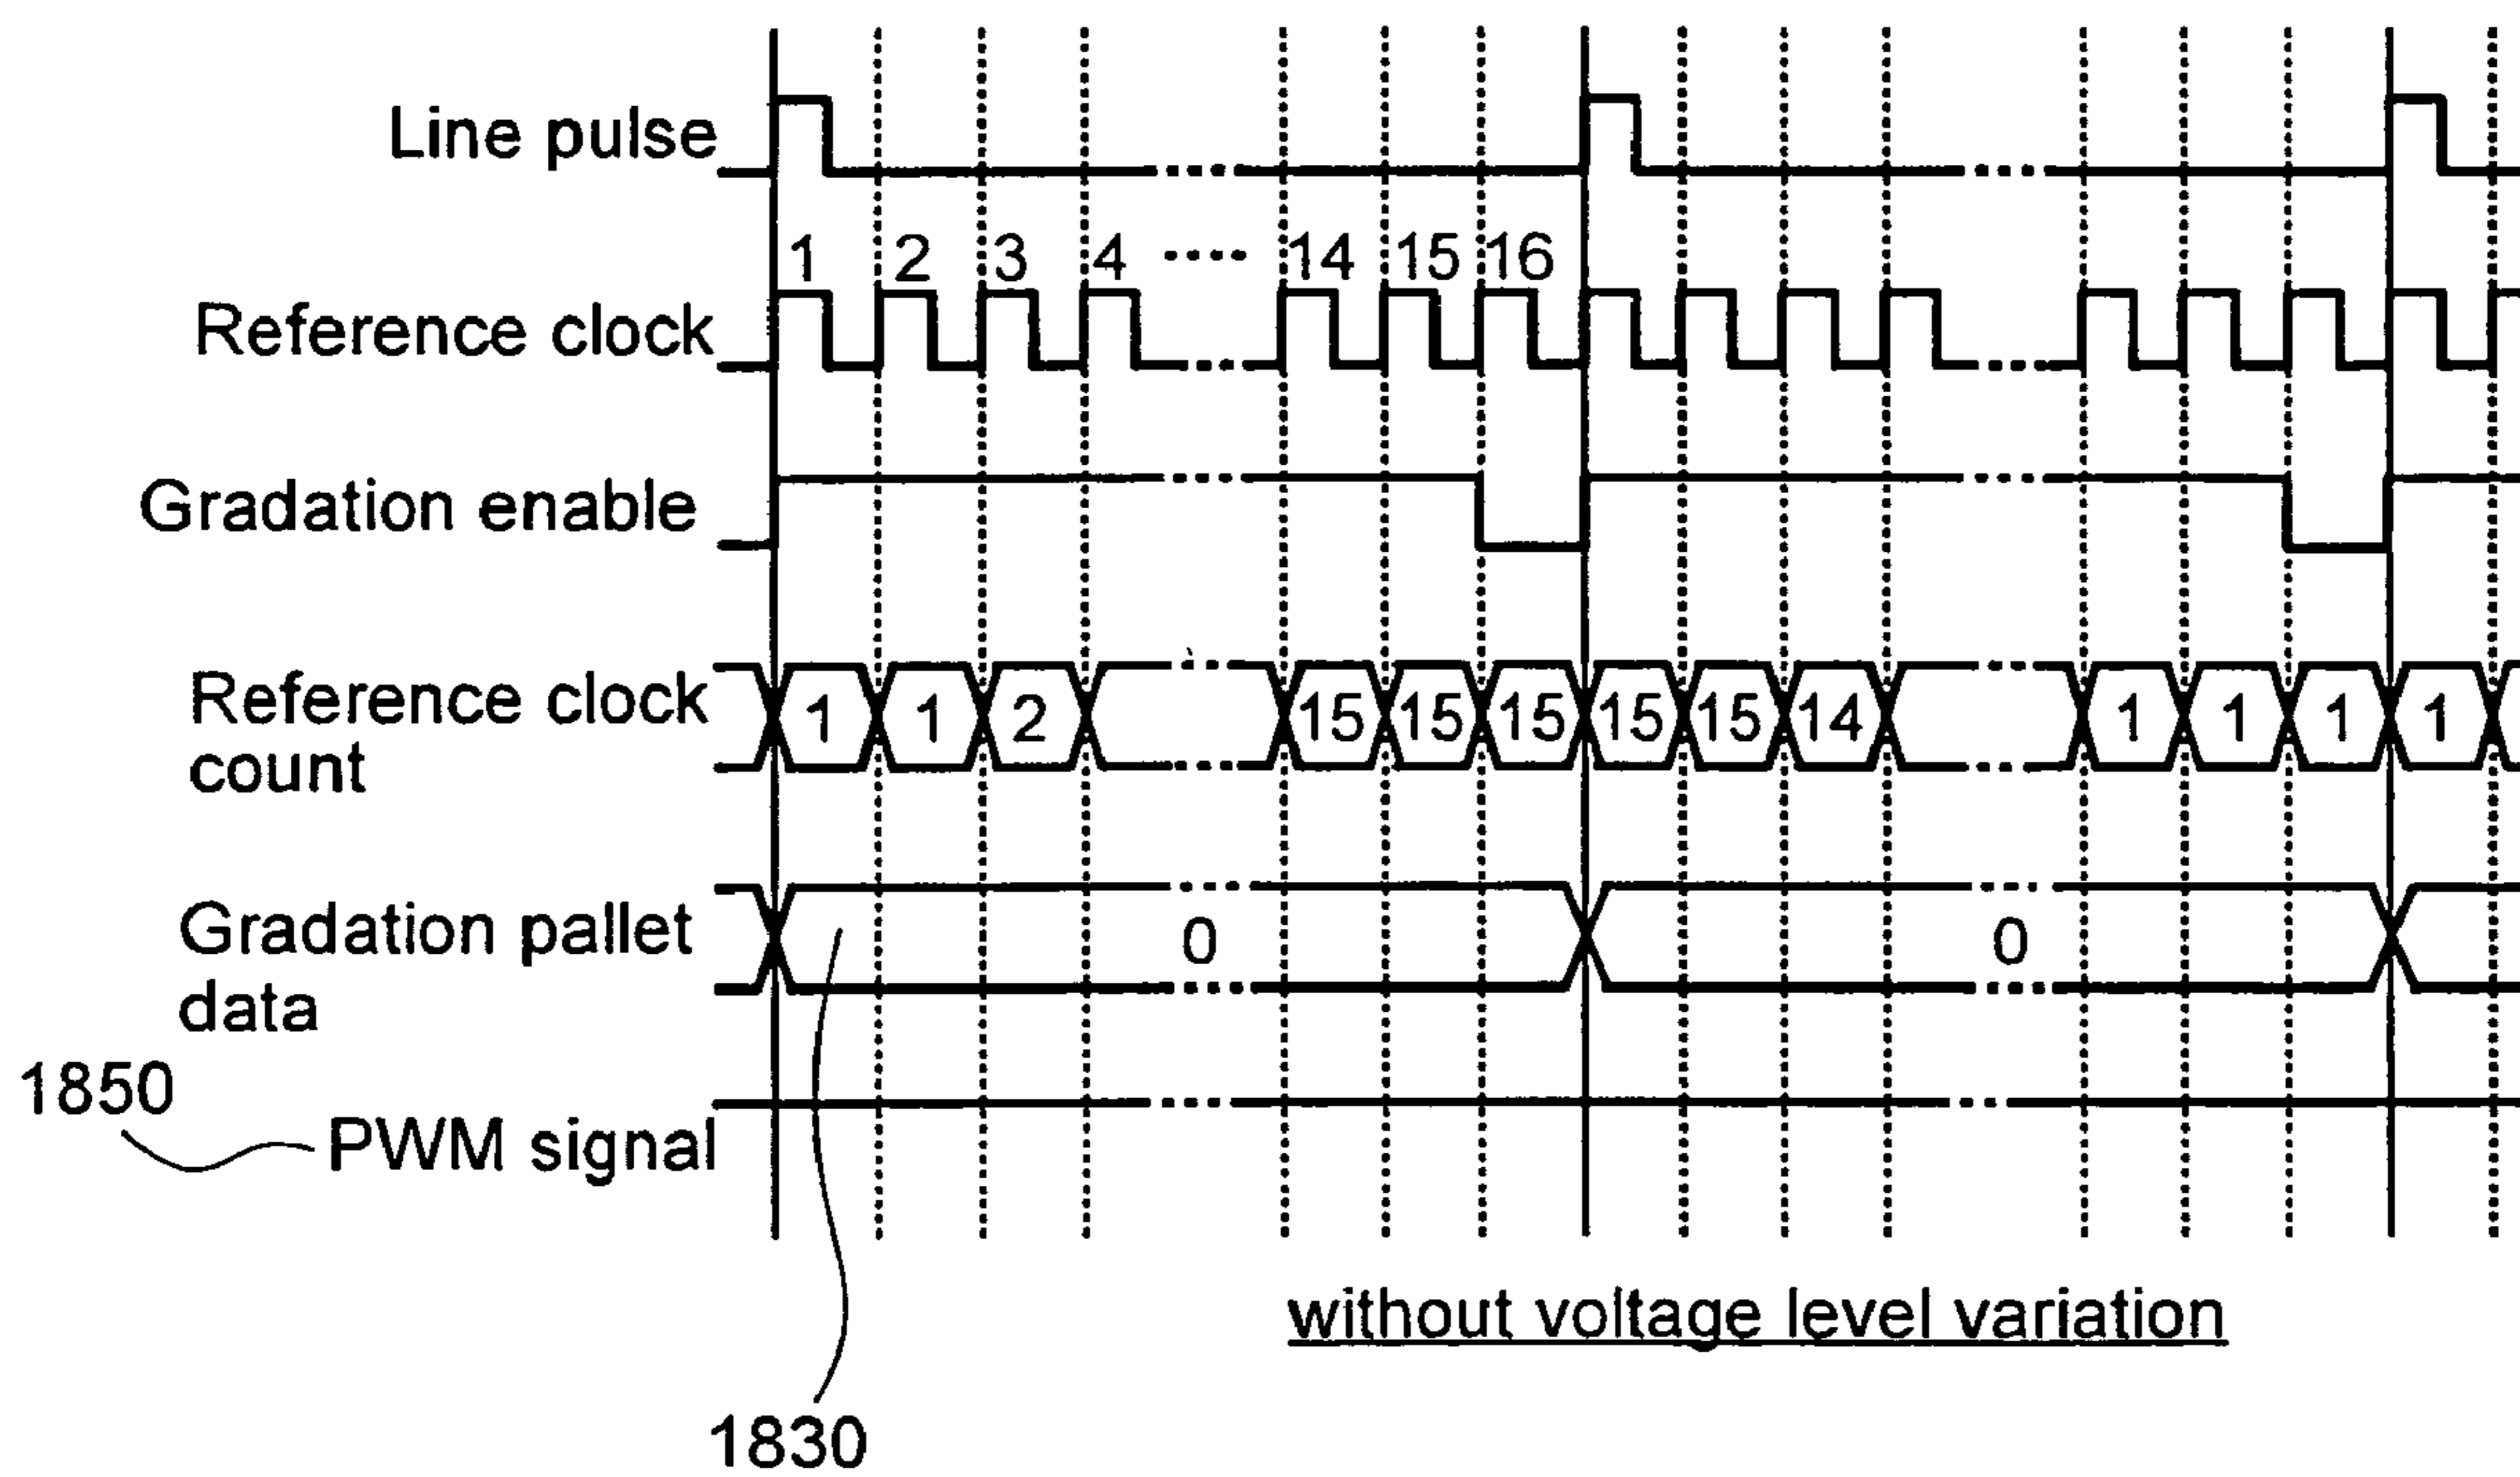 Line pulse
1 2 3 4 ···· 14 15 16
Reference clock
Gradation enable
Reference clock
count
1 1 2 15 15 15 15 15 14 1 1 1 1
Gradation pallet
data
0 0
1850
PWM signal
without voltage level variation
1830